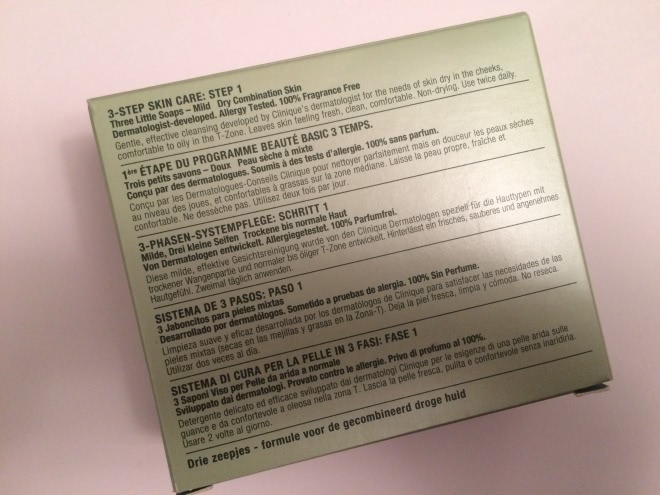 3-STEP SKIN CARE: STEP 1
Three Little Soaps – Mild Dry Combination Skin
Dermatologist-developed. Allergy Tested. 100% Fragrance Free
Gentle, effective cleansing developed by Clinique's dermatologist for the needs of skin dry in the cheeks,
comfortable to oily in the T-Zone. Leaves skin feeling fresh, clean, comfortable. Non-drying. Use twice daily.
1ère ÉTAPE DU PROGRAMME BEAUTÉ BASIC 3 TEMPS.
Trois petits savons – Doux Peau sèche à mixte
Conçu par des dermatologues. Soumis à des tests d'allergie. 100% sans parfum.
Conçu par les Dermatologues-Conseils Clinique pour nettoyer parfaitement mais en douceur les peaux sèches
au niveau des joues, et confortables à grasses sur la zone médiane. Laisse la peau propre, fraîche et
confortable. Ne dessèche pas. Utilisez deux fois par jour.
3-PHASEN-SYSTEMPFLEGE: SCHRITT 1
Milde, Drei kleine Seifen Trockene bis normale Haut
Von Dermatologen entwickelt. Allergiegetestet. 100% Parfumfrei.
Diese milde, effektive Gesichtsreinigung wurde von den Clinique Dermatologen speziell für die Hauttypen mit
trockener Wangenpartie und normaler bis öliger T-Zone entwickelt. Hinterlässt ein frisches, sauberes und angenehmes
Hautgefühl. Zweimal täglich anwenden.
SISTEMA DE 3 PASOS: PASO 1
3 Jaboncitos para pieles mixtas
Desarrollado por dermatólogos. Sometido a pruebas de alergia. 100% Sin Perfume.
Limpieza suave y eficaz desarrollada por los dermatólogos de Clinique para satisfacer las necesidades de las
pieles mixtas (secas en las mejillas y grasas en la Zona-T). Deja la piel fresca, limpia y cómoda. No reseca.
Utilizar dos veces al día.
SISTEMA DI CURA PER LA PELLE IN 3 FASI: FASE 1
3 Saponi Viso per Pelle da arida a normale
Sviluppato dai dermatologi. Provato contro le allergie. Privo di profumo al 100%.
Detergente delicato ed efficace sviluppato dai dermatologi Clinique per le esigenze di una pelle arida sulle
guance e da confortevole a oleosa nella zona T. Lascia la pelle fresca, pulita e confortevole senza inaridirla.
Usare 2 volte al giorno.
Drie zeepjes - formule voor de gecombineerd droge huid